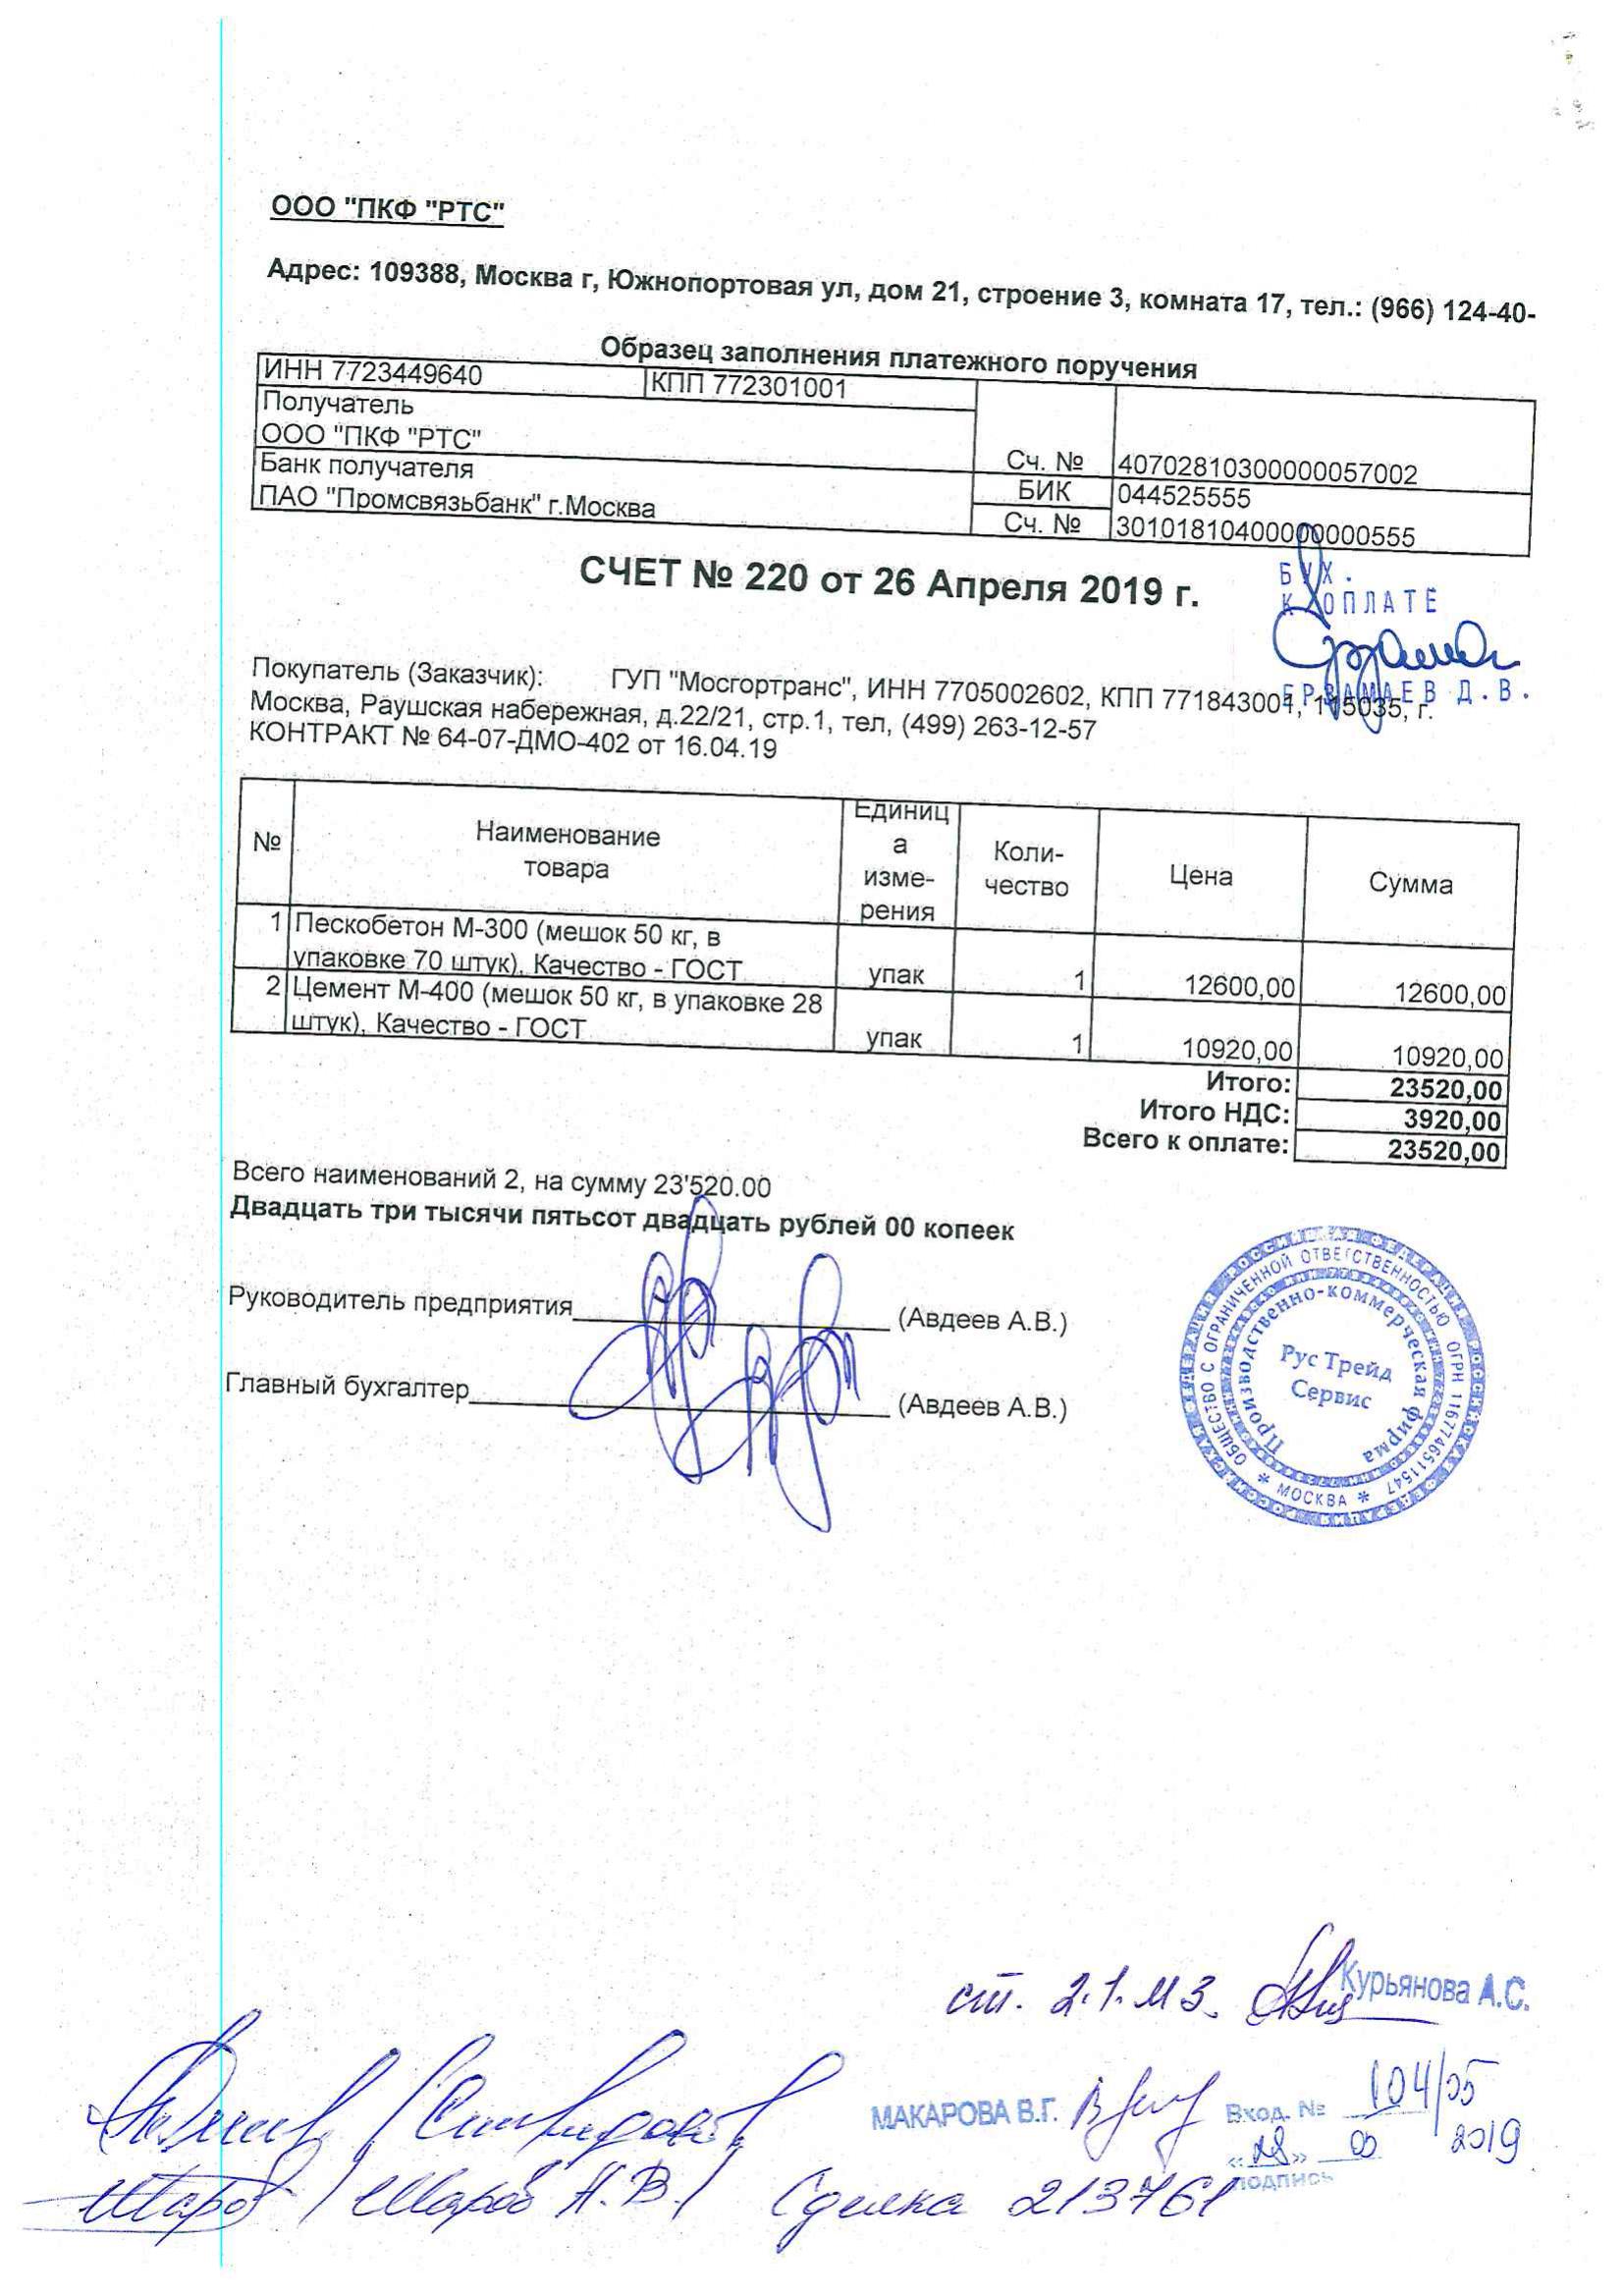 ООО "ПКФ "РТС"
Адрес: 109388, Москва г, Южнопортовая ул, дом 21, строение 3, комната 17, тел.: (966) 124-40-
Образец заполнения платежного поручения
ИНН 7723449640 КПП 772301001
Получатель
ООО "ПКФ "РТС"
Сч. № 40702810300000057002
Банк получателя
БИК 044525555
ПАО "Промсвязьбанк" г.Москва
Сч. № 30101810400000000555
СЧЕТ № 220 от 26 Апреля 2019 г.
БУХ.
К ОПЛАТЕ
ЕРЗАМАЕВ Д.В.
Покупатель (Заказчик): ГУП "Мосгортранс", ИНН 7705002602, КПП 771843001, 115035, г.
Москва, Раушская набережная, д.22/21, стр.1, тел, (499) 263-12-57
КОНТРАКТ № 64-07-ДМО-402 от 16.04.19
№ Наименование товара Единица изме-рения Коли-чество Цена Сумма
1 Пескобетон М-300 (мешок 50 кг, в
упаковке 70 штук), Качество - ГОСТ упак 1 12600,00 12600,00
2 Цемент М-400 (мешок 50 кг, в упаковке 28
штук), Качество - ГОСТ упак 1 10920,00 10920,00
Итого: 23520,00
Итого НДС: 3920,00
Всего к оплате: 23520,00
Всего наименований 2, на сумму 23'520.00
Двадцать три тысячи пятьсот двадцать рублей 00 копеек
Руководитель предприятия (Авдеев А.В.)
Главный бухгалтер (Авдеев А.В.)
ОБЩЕСТВО С ОГРАНИЧЕННОЙ ОТВЕТСТВЕННОСТЬЮ ОГРН 1167746511547
* МОСКВА *
Производственно-коммерческая фирма
Рус Трейд
Сервис
ст. 2.1. МЗ. Курьянова А.С.
МАКАРОВА В.Г.
Вход. № 104/05
2019
подпись
Шаров А.В. Сделка 213761